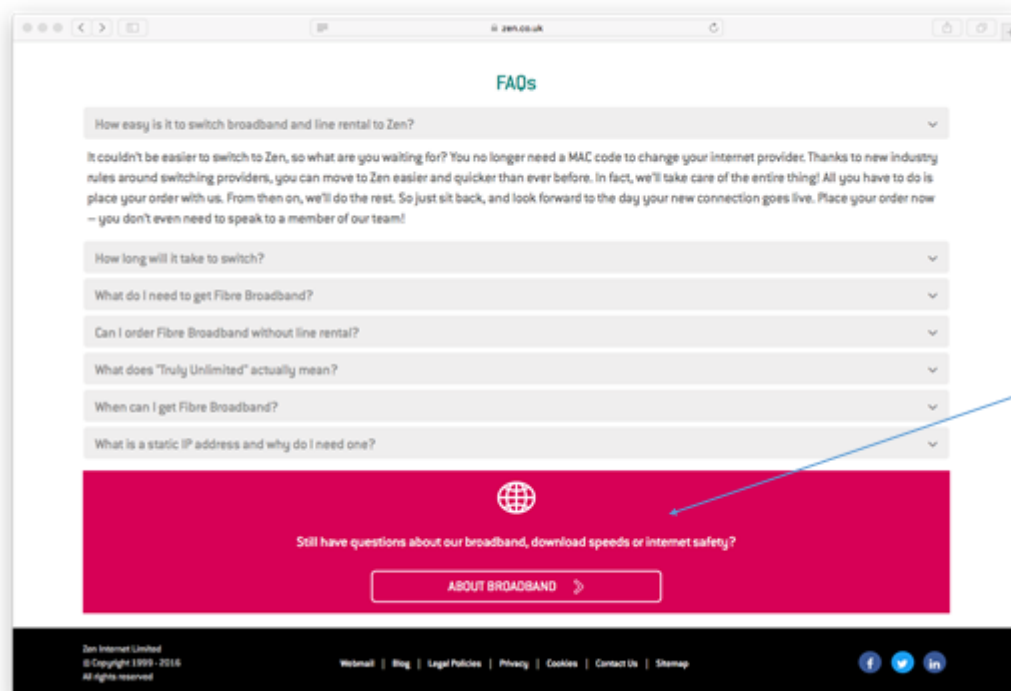 zen.co.uk
FAQs
How easy is it to switch broadband and line rental to Zen?
It couldn't be easier to switch to Zen, so what are you waiting for? You no longer need a MAC code to change your internet provider. Thanks to new industry
rules around switching providers, you can move to Zen easier and quicker than ever before. In fact, we'll take care of the entire thing! All you have to do is
place your order with us. From then on, we'll do the rest. So just sit back, and look forward to the day your new connection goes live. Place your order now
– you don't even need to speak to a member of our team!
How long will it take to switch?
What do I need to get Fibre Broadband?
Can I order Fibre Broadband without line rental?
What does "Truly Unlimited" actually mean?
When can I get Fibre Broadband?
What is a static IP address and why do I need one?
Still have questions about our broadband, download speeds or internet safety?
ABOUT BROADBAND
Zen Internet Limited
© Copyright 1999 - 2016
All rights reserved
Webmail | Blog | Legal Policies | Privacy | Cookies | Contact Us | Sitemap